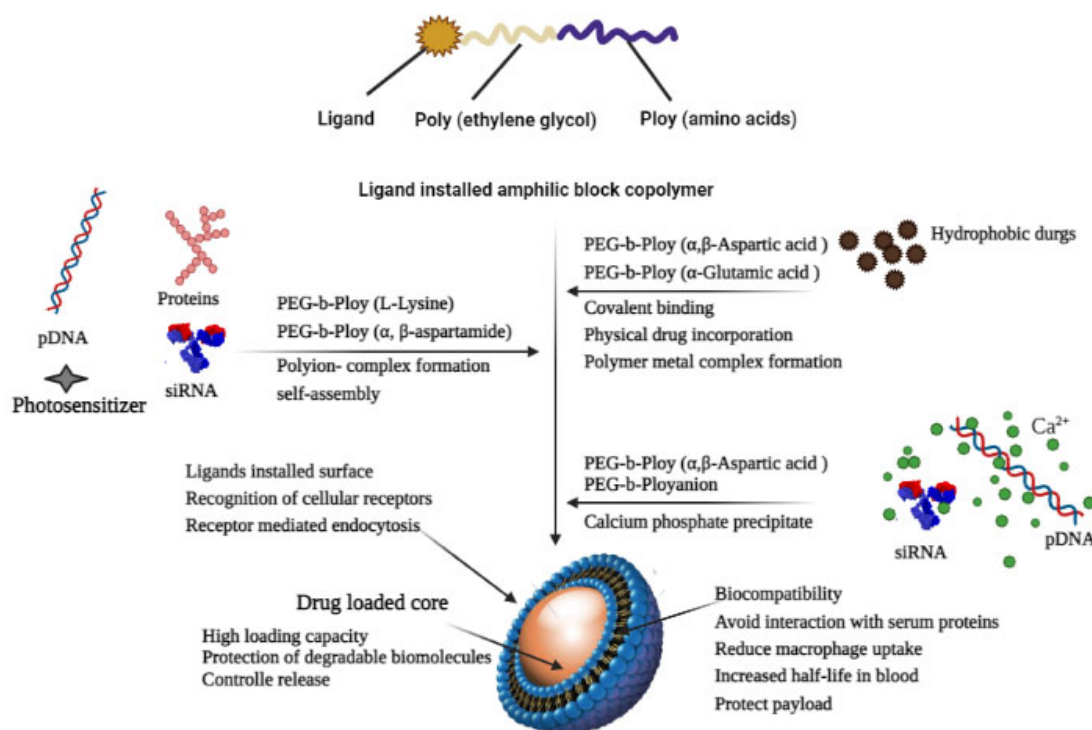 Ligand
Poly (ethylene glycol)
Ploy (amino acids)
Ligand installed amphilic block copolymer
pDNA
Photosensitizer
Proteins
siRNA
PEG-b-Ploy (L-Lysine)
PEG-b-Ploy (α, β-aspartamide)
Polyion- complex formation
self-assembly
PEG-b-Ploy (α,β-Aspartic acid )
PEG-b-Ploy (α-Glutamic acid )
Covalent binding
Physical drug incorporation
Polymer metal complex formation
Hydrophobic durgs
PEG-b-Ploy (α,β-Aspartic acid )
PEG-b-Ployanion
Calcium phosphate precipitate
Ca²⁺
siRNA
pDNA
Ligands installed surface
Recognition of cellular receptors
Receptor mediated endocytosis
Drug loaded core
High loading capacity
Protection of degradable biomolecules
Controlle release
Biocompatibility
Avoid interaction with serum proteins
Reduce macrophage uptake
Increased half-life in blood
Protect payload